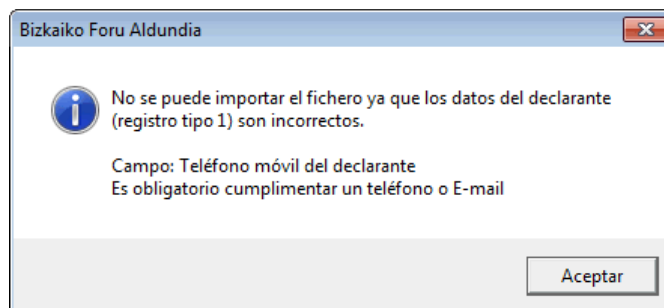 Bizkaiko Foru Aldundia
No se puede importar el fichero ya que los datos del declarante
(registro tipo 1) son incorrectos.
Campo: Teléfono móvil del declarante
Es obligatorio cumplimentar un teléfono o E-mail
Aceptar